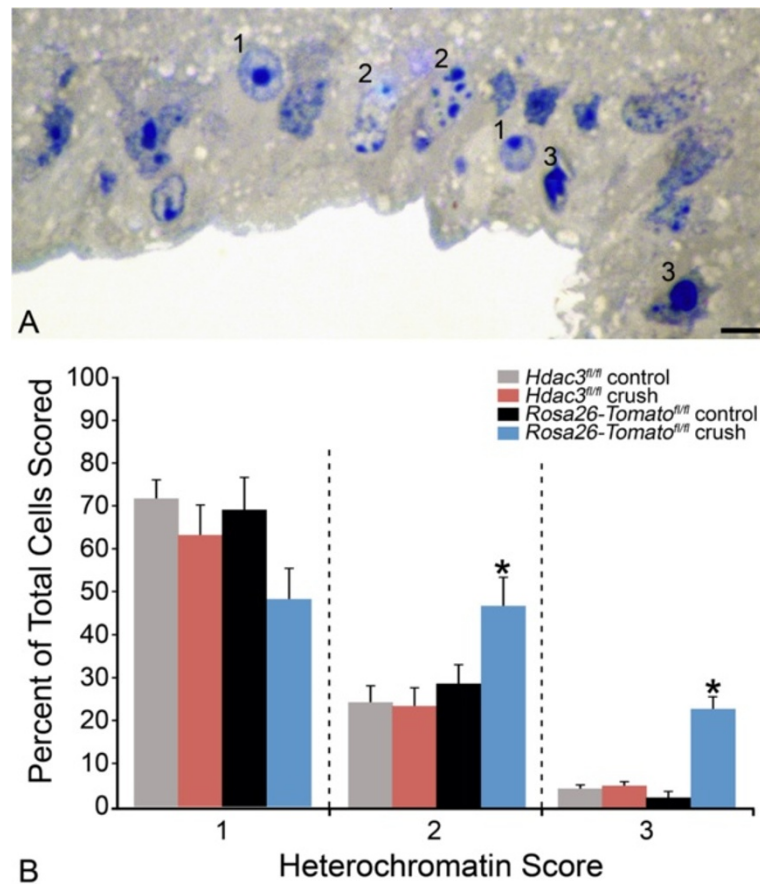 1
2
2
1
3
3
A
100
90
80
70
60
50
40
30
20
10
0
Percent of Total Cells Scored
Hdac3fl/fl control
Hdac3fl/fl crush
Rosa26-Tomatofl/fl control
Rosa26-Tomatofl/fl crush
*
*
1 2 3
Heterochromatin Score
B